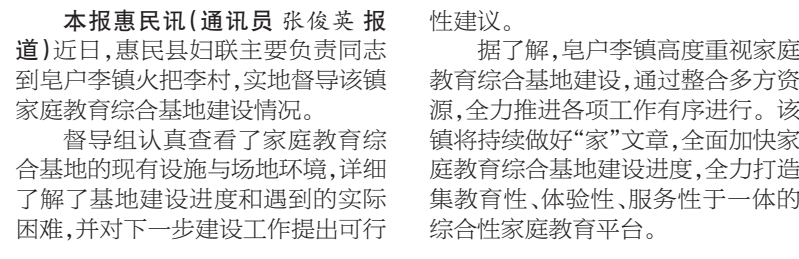 本报惠民讯(通讯员 张俊英 报
道)近日,惠民县妇联主要负责同志
到皂户李镇火把李村,实地督导该镇
家庭教育综合基地建设情况。
督导组认真查看了家庭教育综
合基地的现有设施与场地环境,详细
了解了基地建设进度和遇到的实际
困难,并对下一步建设工作提出可行
性建议。
据了解,皂户李镇高度重视家庭
教育综合基地建设,通过整合多方资
源,全力推进各项工作有序进行。该
镇将持续做好“家”文章,全面加快家
庭教育综合基地建设进度,全力打造
集教育性、体验性、服务性于一体的
综合性家庭教育平台。